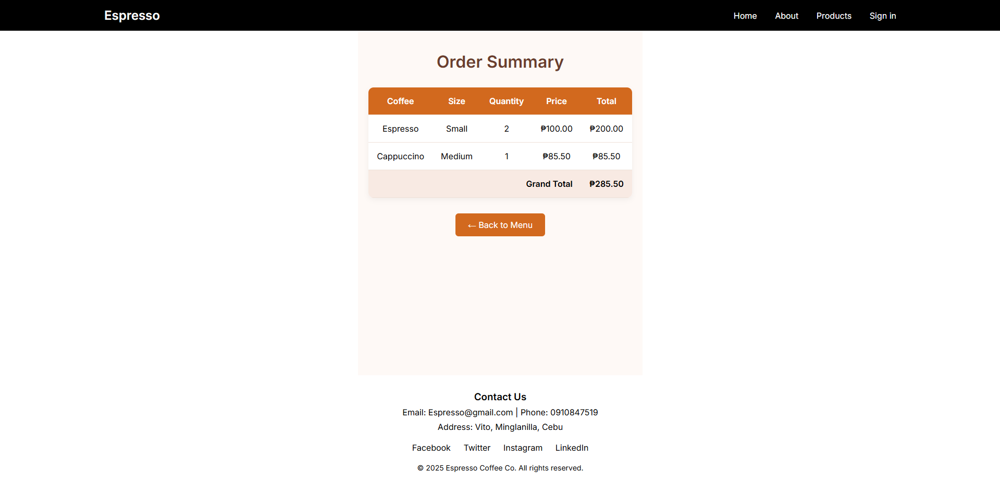 Espresso Home About Products Sign in
Order Summary
Coffee Size Quantity Price Total
Espresso Small 2 ₱100.00 ₱200.00
Cappuccino Medium 1 ₱85.50 ₱85.50
Grand Total ₱285.50
← Back to Menu
Contact Us
Email: Espresso@gmail.com | Phone: 0910847519
Address: Vito, Minglanilla, Cebu
Facebook Twitter Instagram LinkedIn
© 2025 Espresso Coffee Co. All rights reserved.